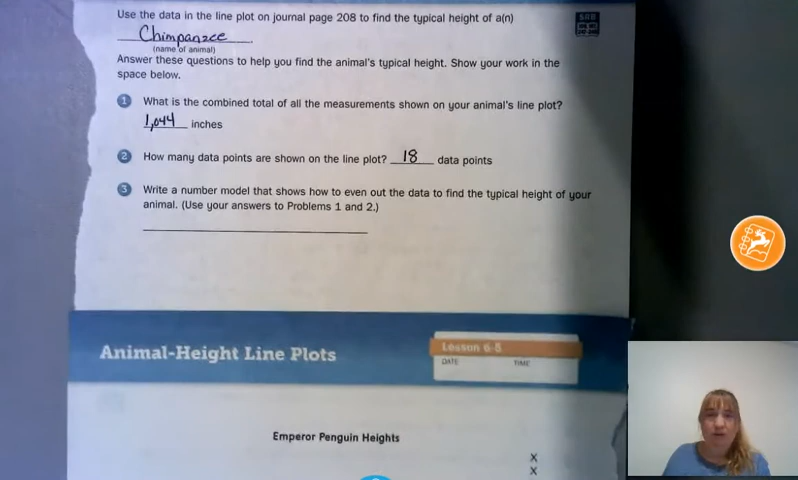 Use the data in the line plot on journal page 208 to find the typical height of a(n)
SRB
Chimpanzee.
(name of animal)
Answer these questions to help you find the animal's typical height. Show your work in the
space below.
1 What is the combined total of all the measurements shown on your animal's line plot?
1,044 inches
2 How many data points are shown on the line plot? 18 data points
3 Write a number model that shows how to even out the data to find the typical height of your
animal. (Use your answers to Problems 1 and 2.)
Animal-Height Line Plots
Lesson 6-5
DATE TIME
Emperor Penguin Heights
X
X